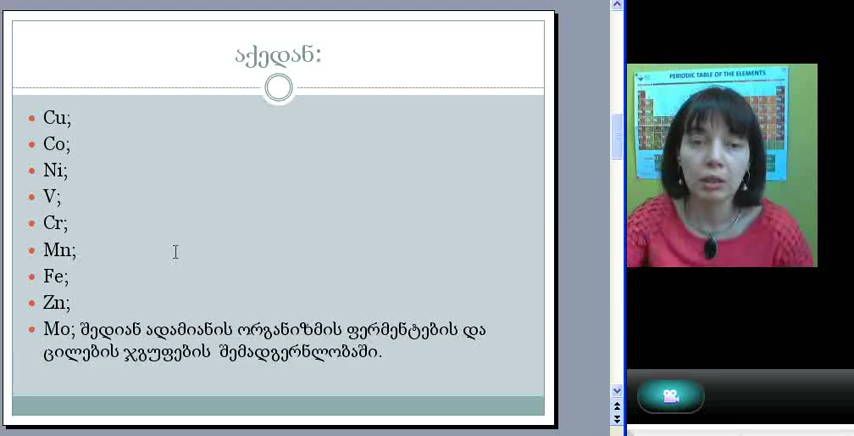 აქედან:
Cu;
Co;
Ni;
V;
Cr;
Mn;
Fe;
Zn;
Mo; შედიან ადამიანის ორგანიზმის ფერმენტების და
ცილების ჯგუფების შემადგერნლობაში.
PERIODIC TABLE OF THE ELEMENTS